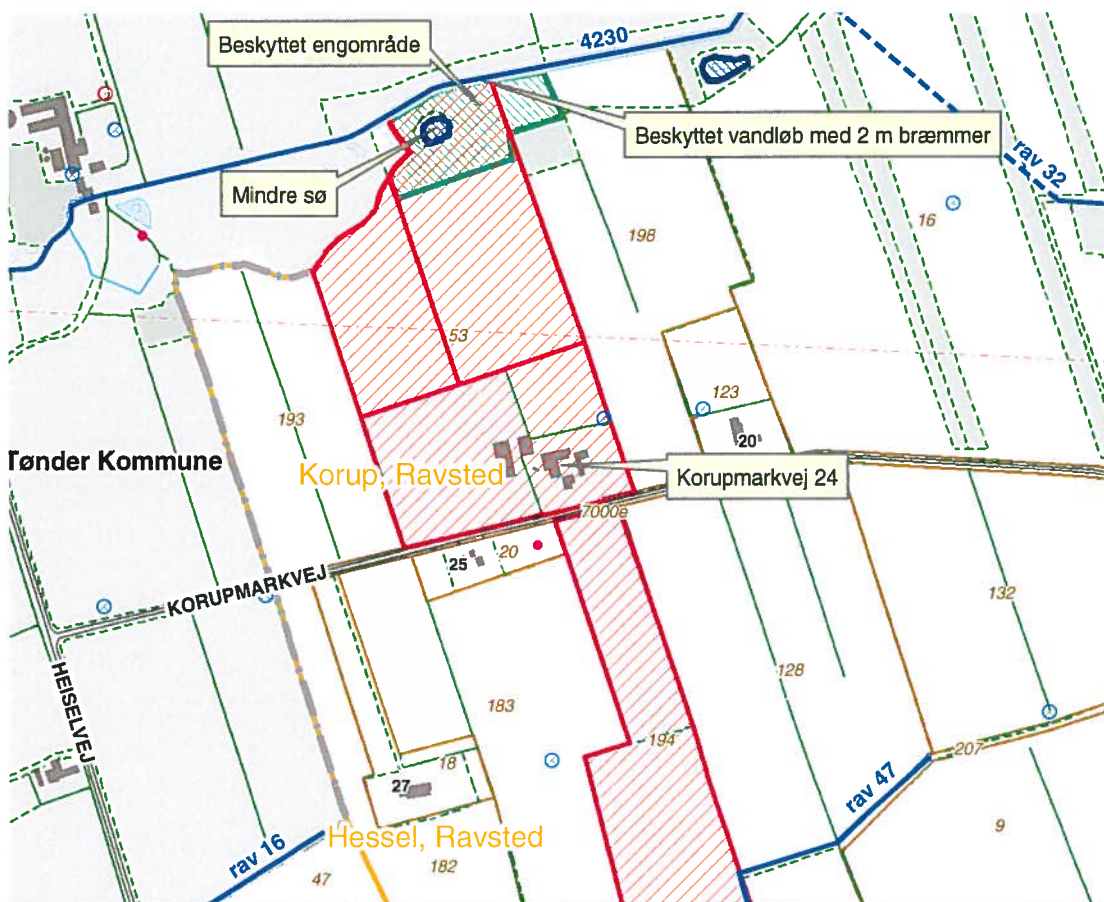 4230
Beskyttet engområde
Beskyttet vandløb med 2 m bræmmer
rav 32
Mindre sø
16
198
53
123
193
20
Tønder Kommune
Korup, Ravsted
Korupmarkvej 24
7000e
25
20
KORUPMARKVEJ
132
HEISELVEJ
128
183
194
207
18
27
rav 47
Hessel, Ravsted
rav 16
9
182
47